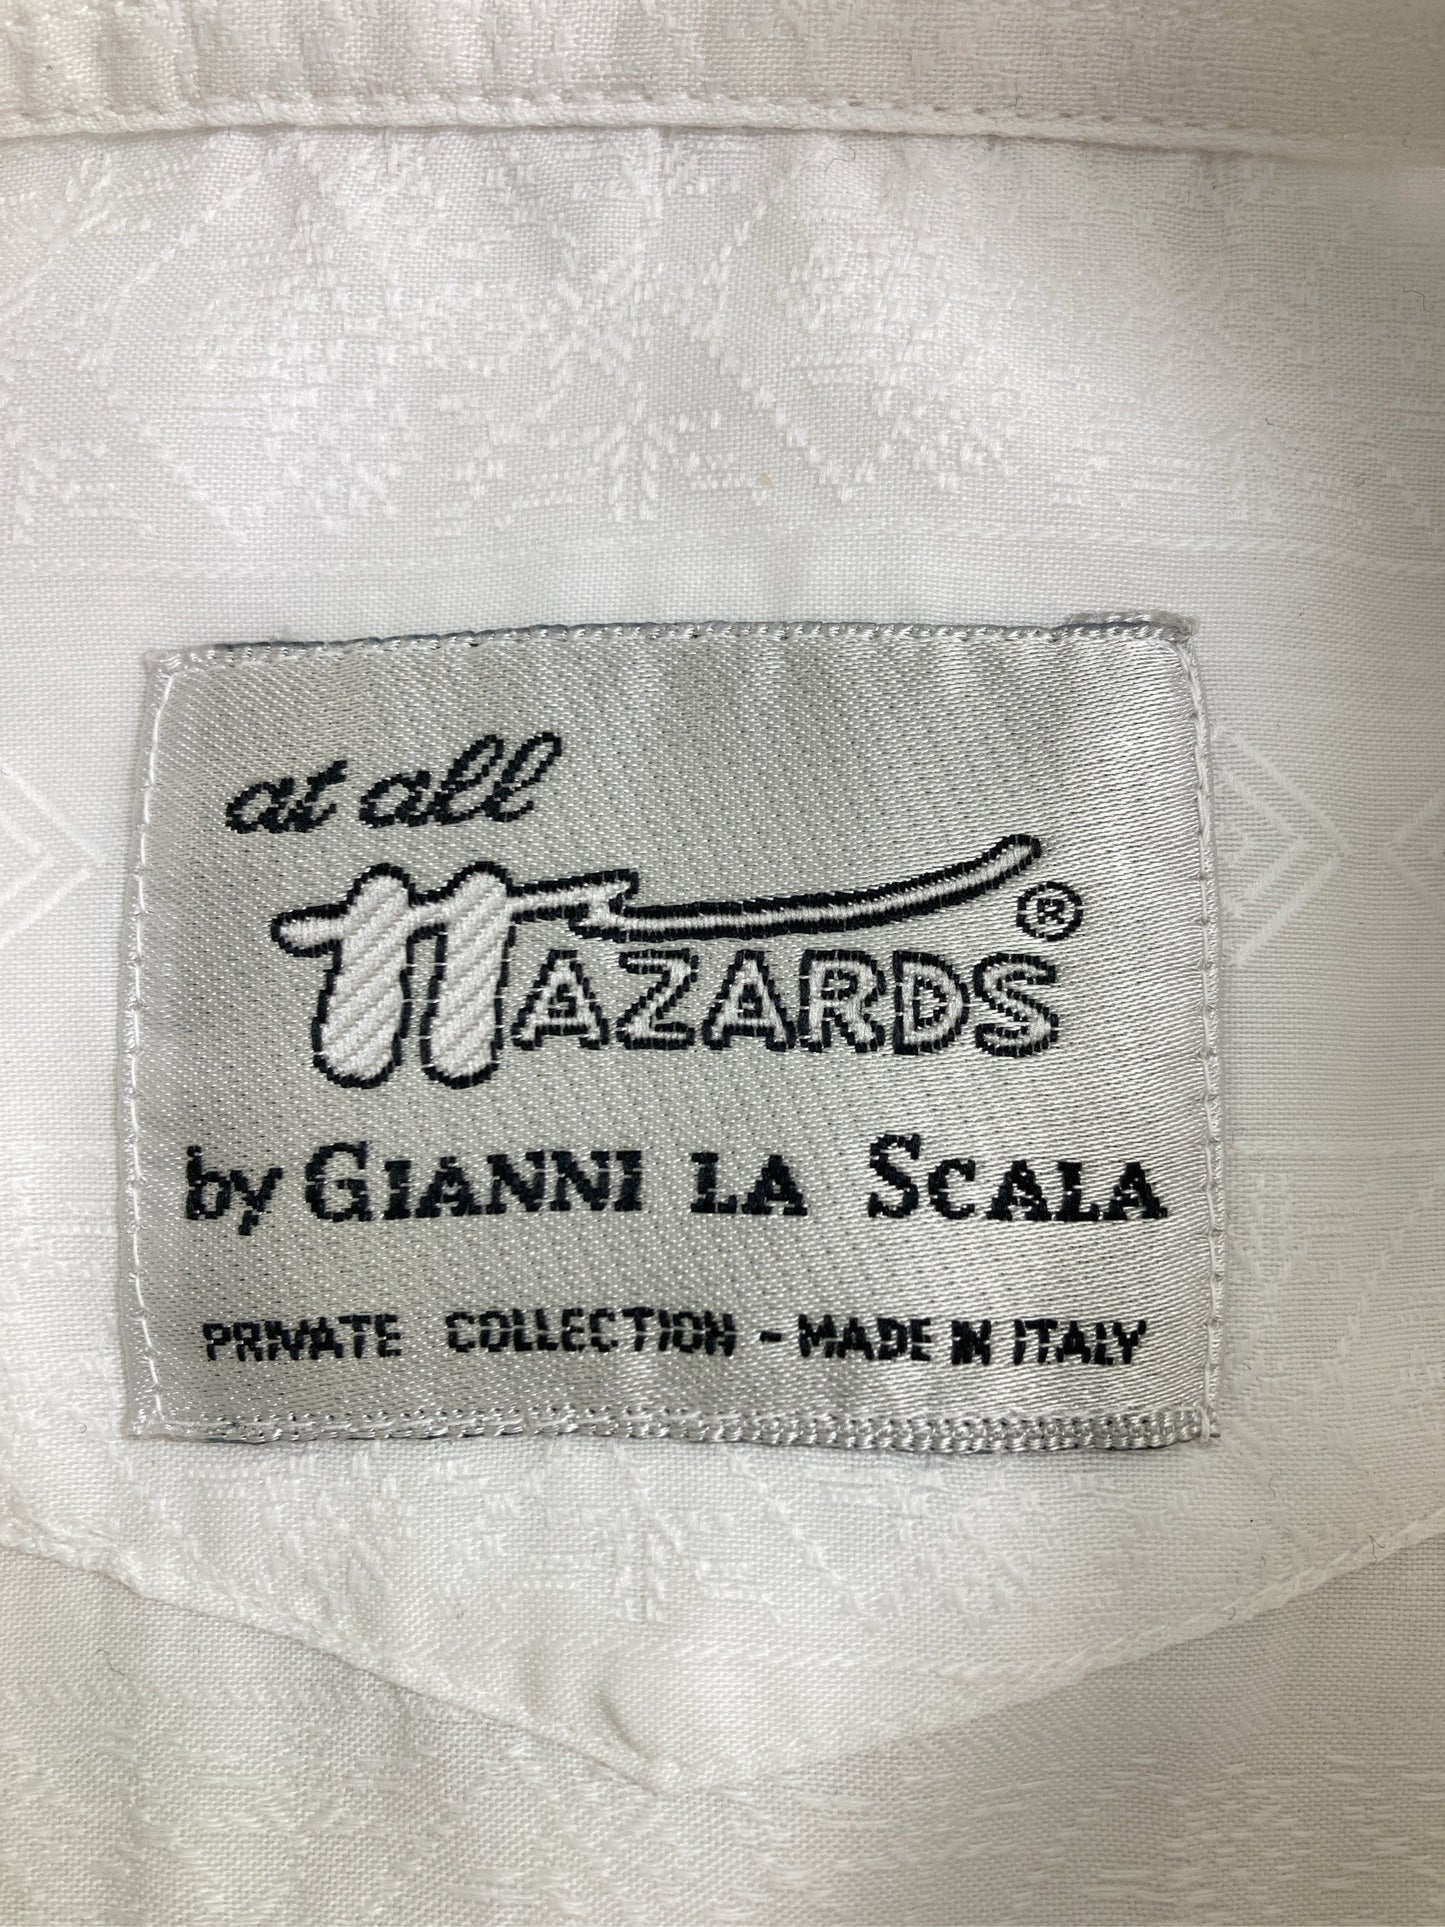 at all
HAZARDS ®
by GIANNI LA SCALA
PRIVATE COLLECTION - MADE IN ITALY